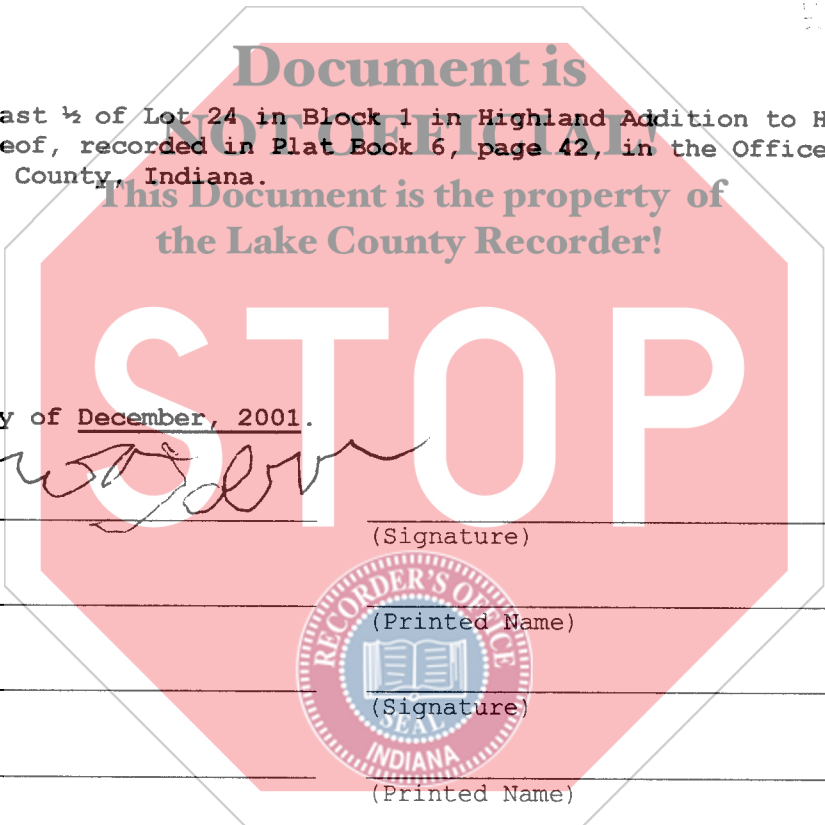 Document is
ast ½ of Lot 24 in Block 1 in Highland Addition to H
NOT OFFICIAL!
eof, recorded in Plat Book 6, page 42, in the Office
County, Indiana.
This Document is the property of
the Lake County Recorder!
STOP
y of December, 2001.
(Signature)
RECORDER'S OFFICE
(Printed Name)
(Signature)
SEAL
INDIANA
(Printed Name)